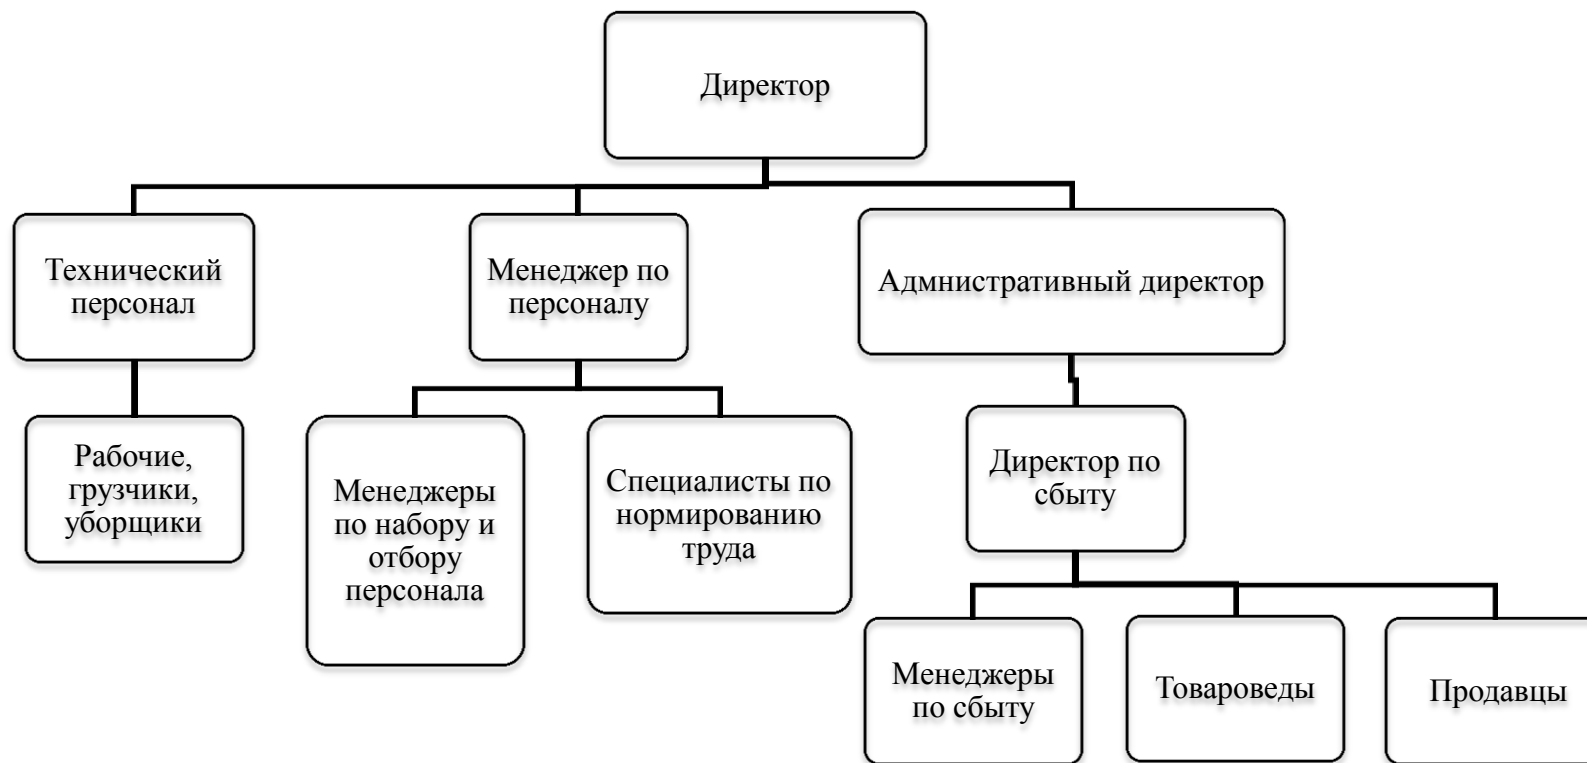 Директор
Технический
персонал
Менеджер по
персоналу
Адмнистративный директор
Рабочие,
грузчики,
уборщики
Менеджеры
по набору и
отбору
персонала
Специалисты по
нормированию
труда
Директор по
сбыту
Менеджеры
по сбыту
Товароведы
Продавцы